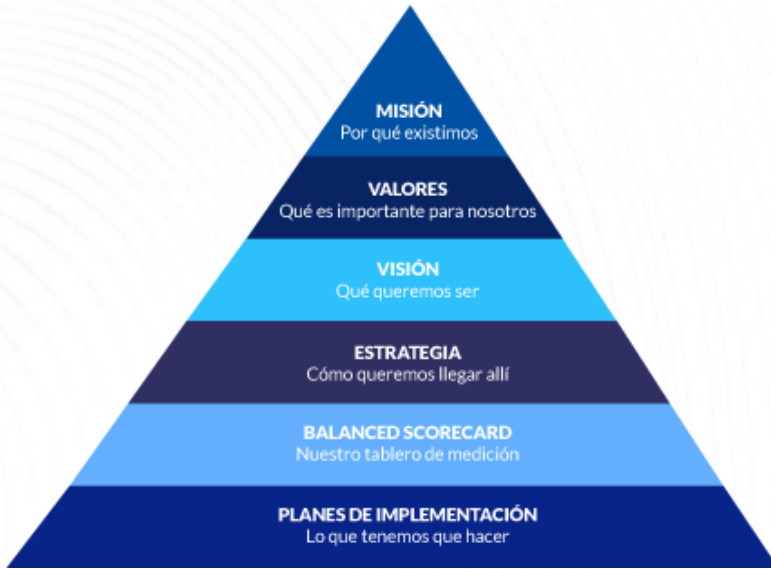 MISIÓN
Por qué existimos
VALORES
Qué es importante para nosotros
VISIÓN
Qué queremos ser
ESTRATEGIA
Cómo queremos llegar allí
BALANCED SCORECARD
Nuestro tablero de medición
PLANES DE IMPLEMENTACIÓN
Lo que tenemos que hacer